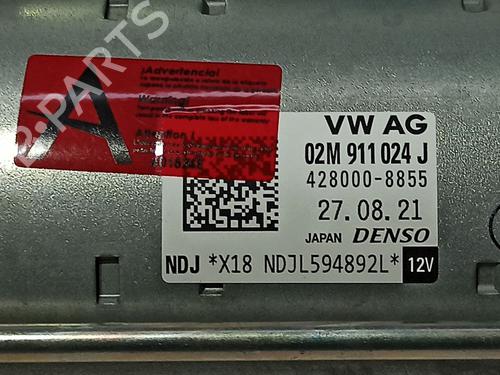 ¡Advertencia!
Warning!
Attention !
A
VW AG
02M 911 024 J
428000-8855
27.08.21
JAPAN DENSO
NDJ *X18 NDJL594892L* 12V
PARTS